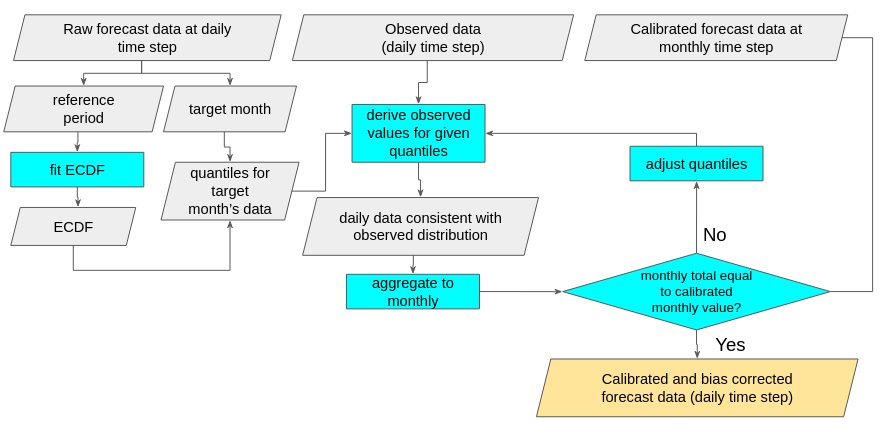 Raw forecast data at daily
time step
Observed data
(daily time step)
Calibrated forecast data at
monthly time step
reference
period
target month
derive observed
values for given
quantiles
fit ECDF
quantiles for
target
month's data
adjust quantiles
ECDF
daily data consistent with
observed distribution
No
aggregate to
monthly
monthly total equal
to calibrated
monthly value?
Yes
Calibrated and bias corrected
forecast data (daily time step)